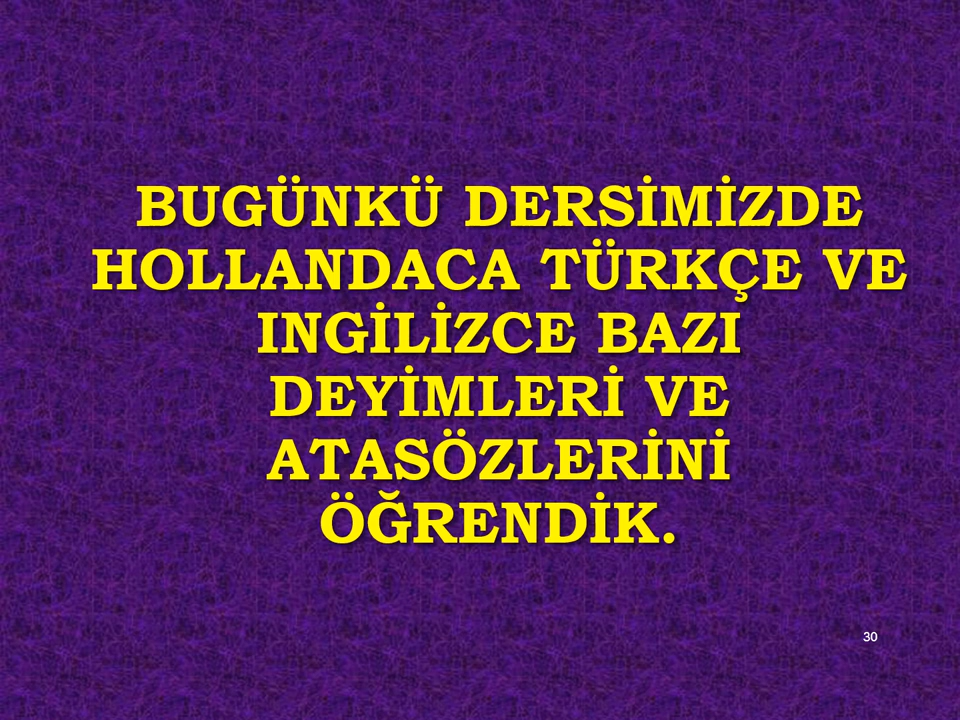 BUGÜNKÜ DERSİMİZDE
HOLLANDACA TÜRKÇE VE
INGİLİZCE BAZI
DEYİMLERİ VE
ATASÖZLERİNİ
ÖĞRENDİK.
30